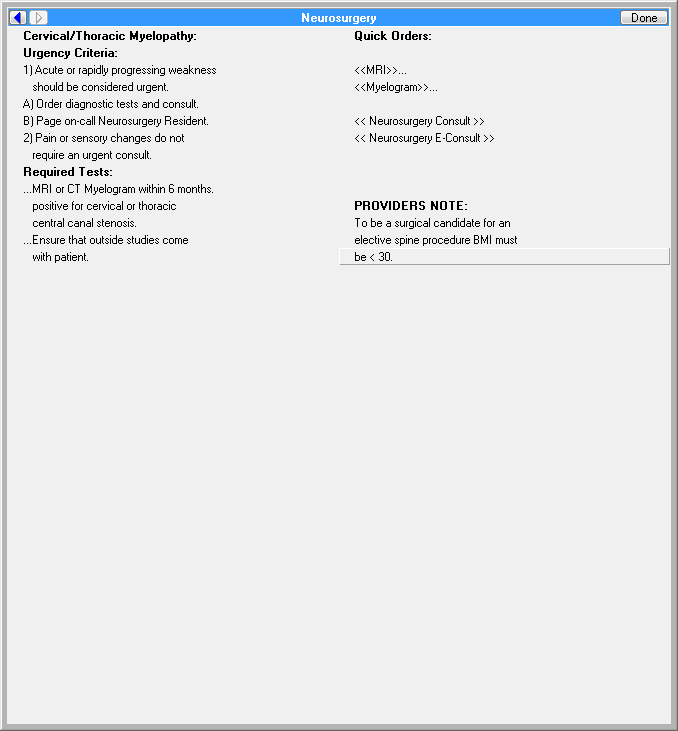 Neurosurgery
Done
Cervical/Thoracic Myelopathy:
Urgency Criteria:
1) Acute or rapidly progressing weakness
should be considered urgent.
A) Order diagnostic tests and consult.
B) Page on-call Neurosurgery Resident.
2) Pain or sensory changes do not
require an urgent consult.
Required Tests:
...MRI or CT Myelogram within 6 months.
positive for cervical or thoracic
central canal stenosis.
...Ensure that outside studies come
with patient.
Quick Orders:
<<MRI>>...
<<Myelogram>>...
<< Neurosurgery Consult >>
<< Neurosurgery E-Consult >>
PROVIDERS NOTE:
To be a surgical candidate for an
elective spine procedure BMI must
be < 30.